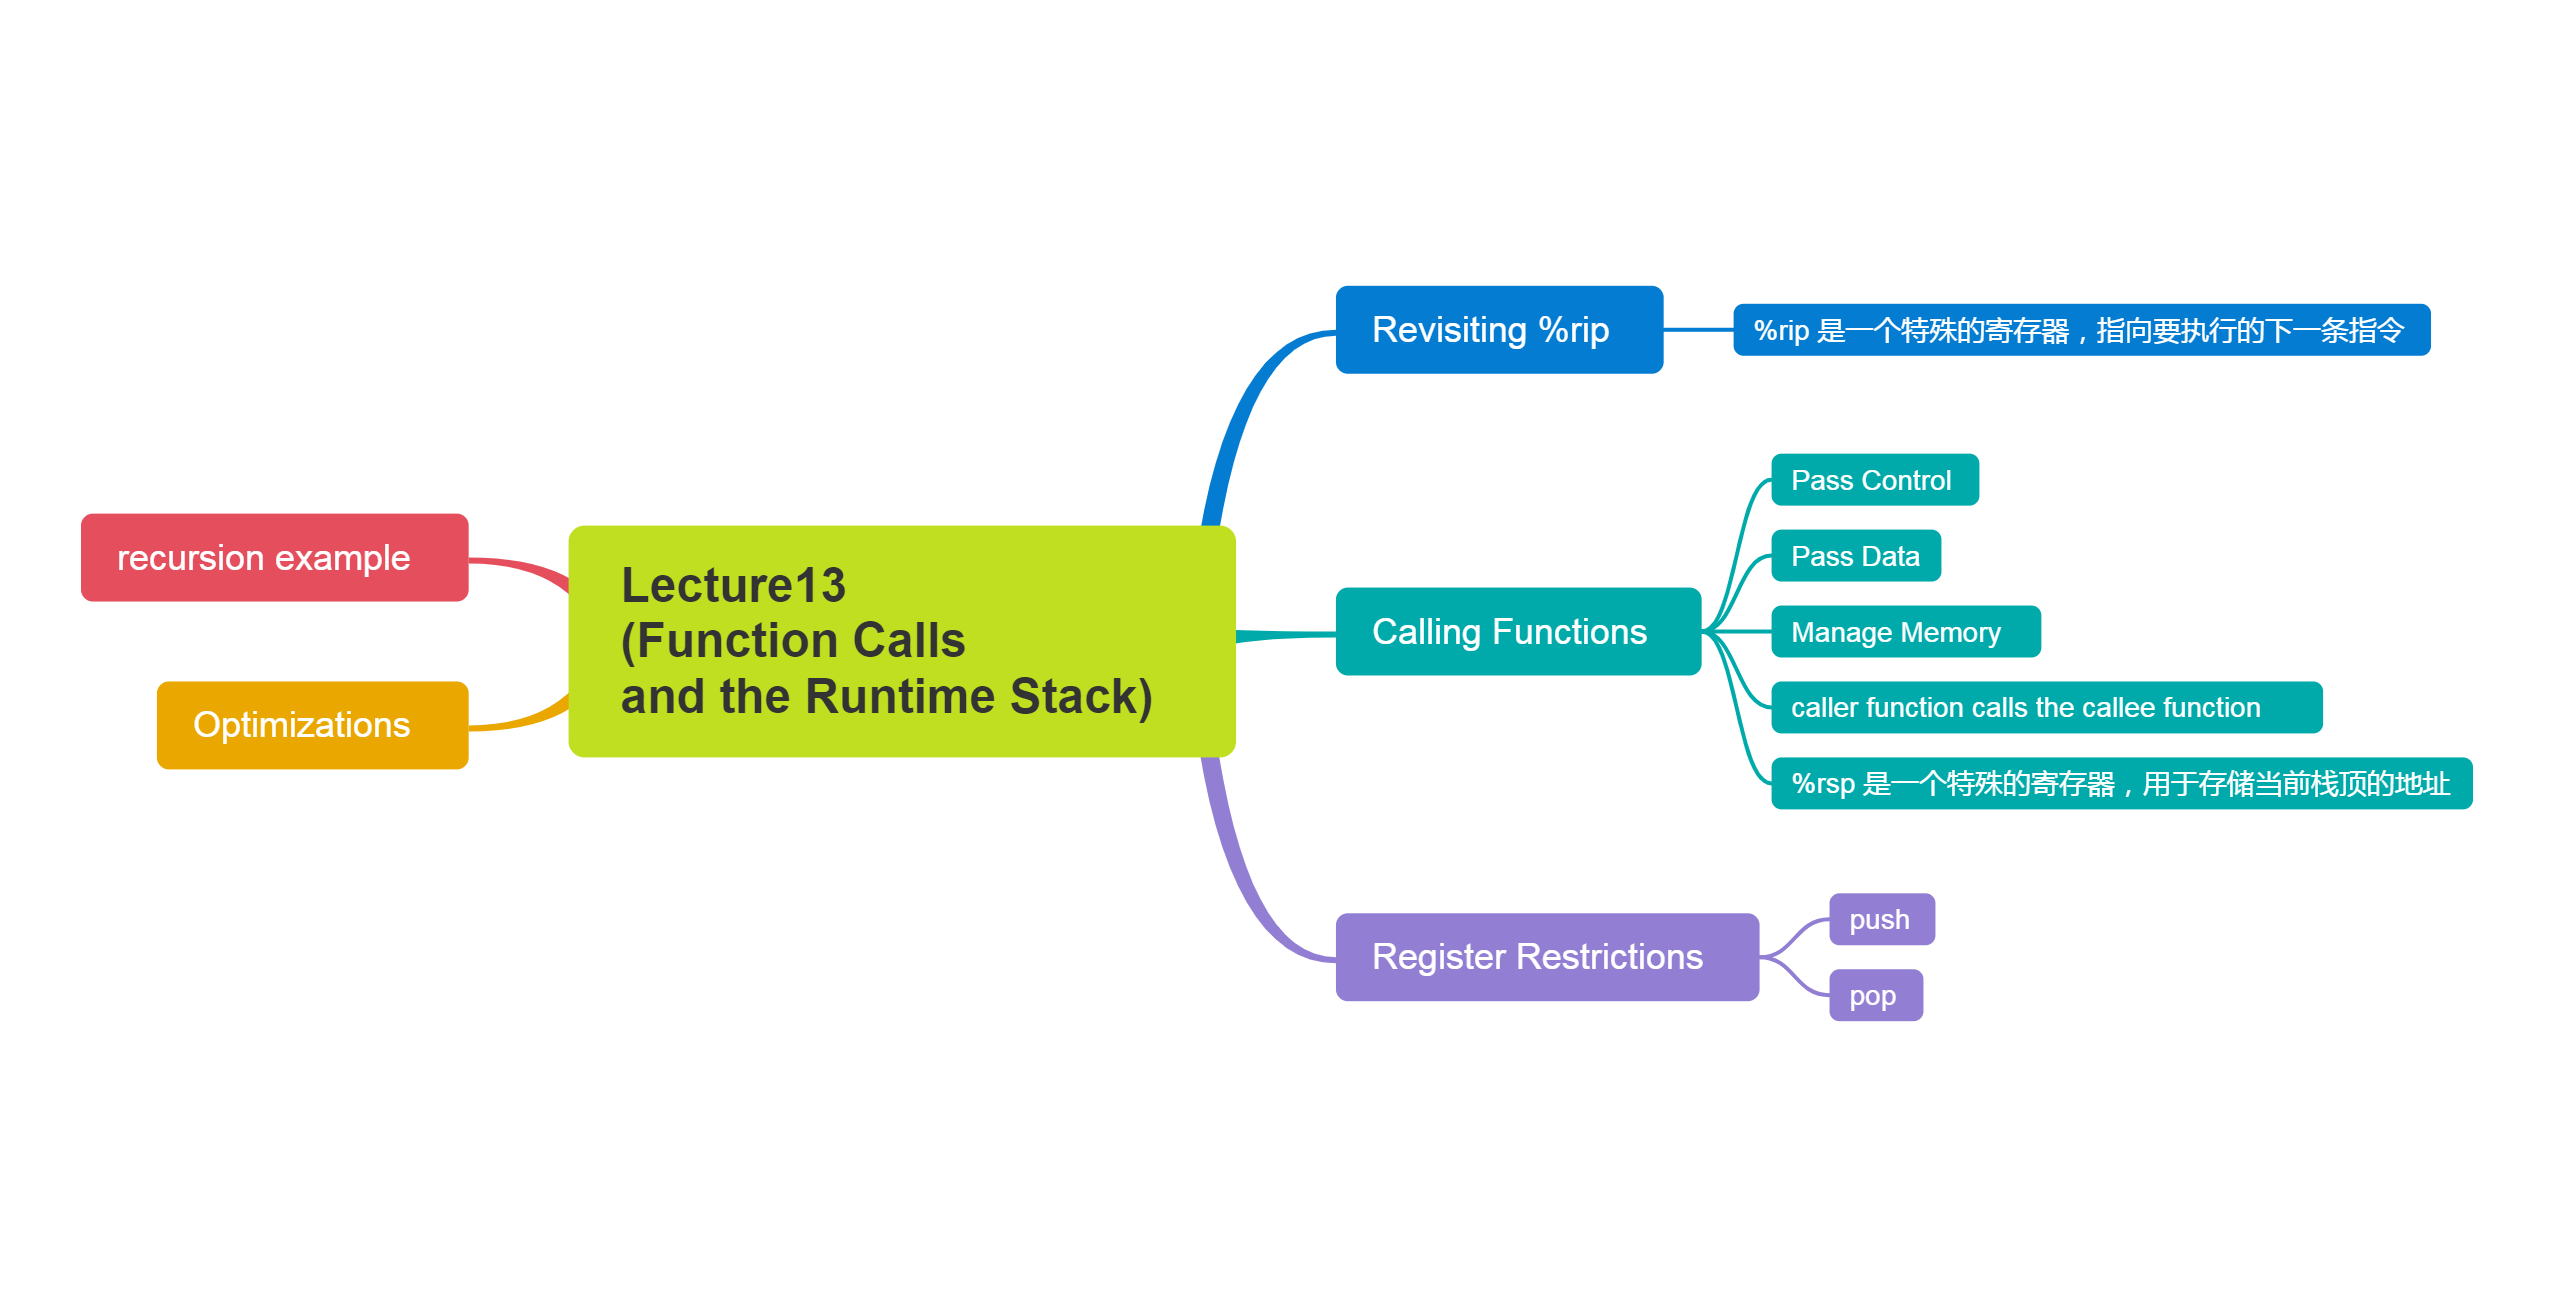 Lecture13
(Function Calls
and the Runtime Stack)
Revisiting %rip
%rip 是一个特殊的寄存器，指向要执行的下一条指令
Calling Functions
Pass Control
Pass Data
Manage Memory
caller function calls the callee function
%rsp 是一个特殊的寄存器，用于存储当前栈顶的地址
Register Restrictions
push
pop
recursion example
Optimizations